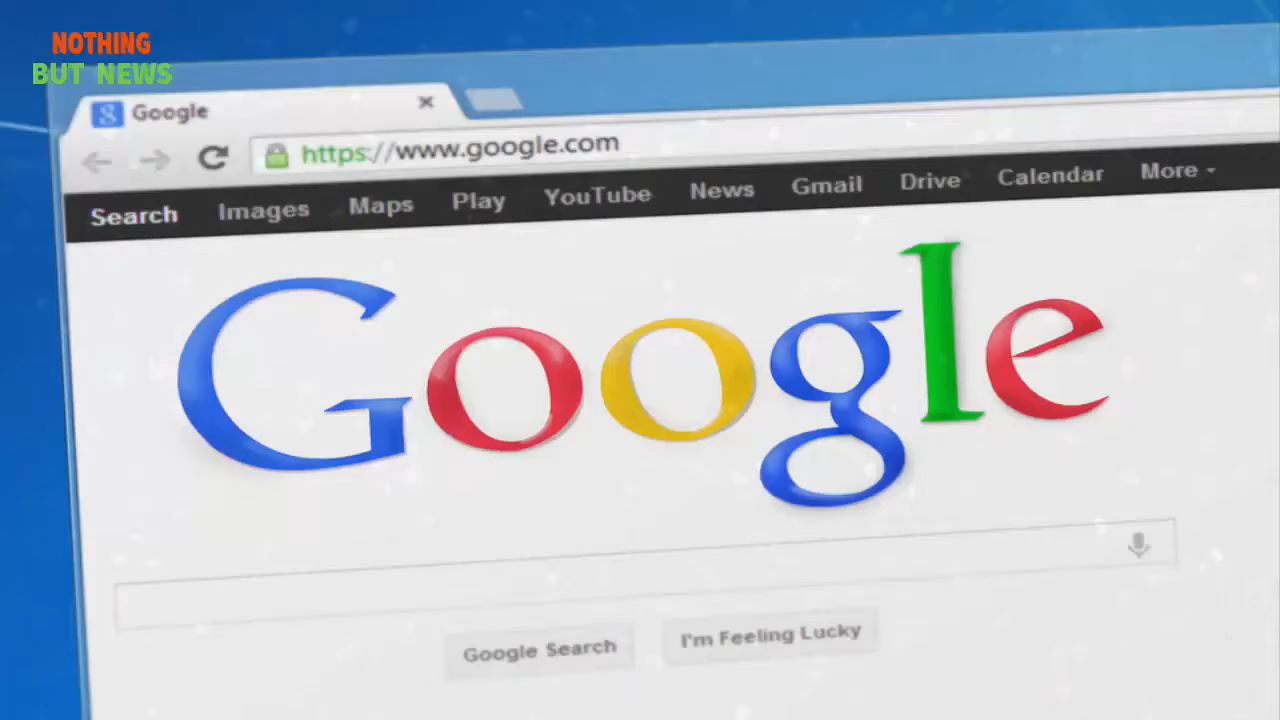 NOTHING
BUT NEWS
Google
https://www.google.com
Search Images Maps Play YouTube News Gmail Drive Calendar More
Google
Google Search I'm Feeling Lucky